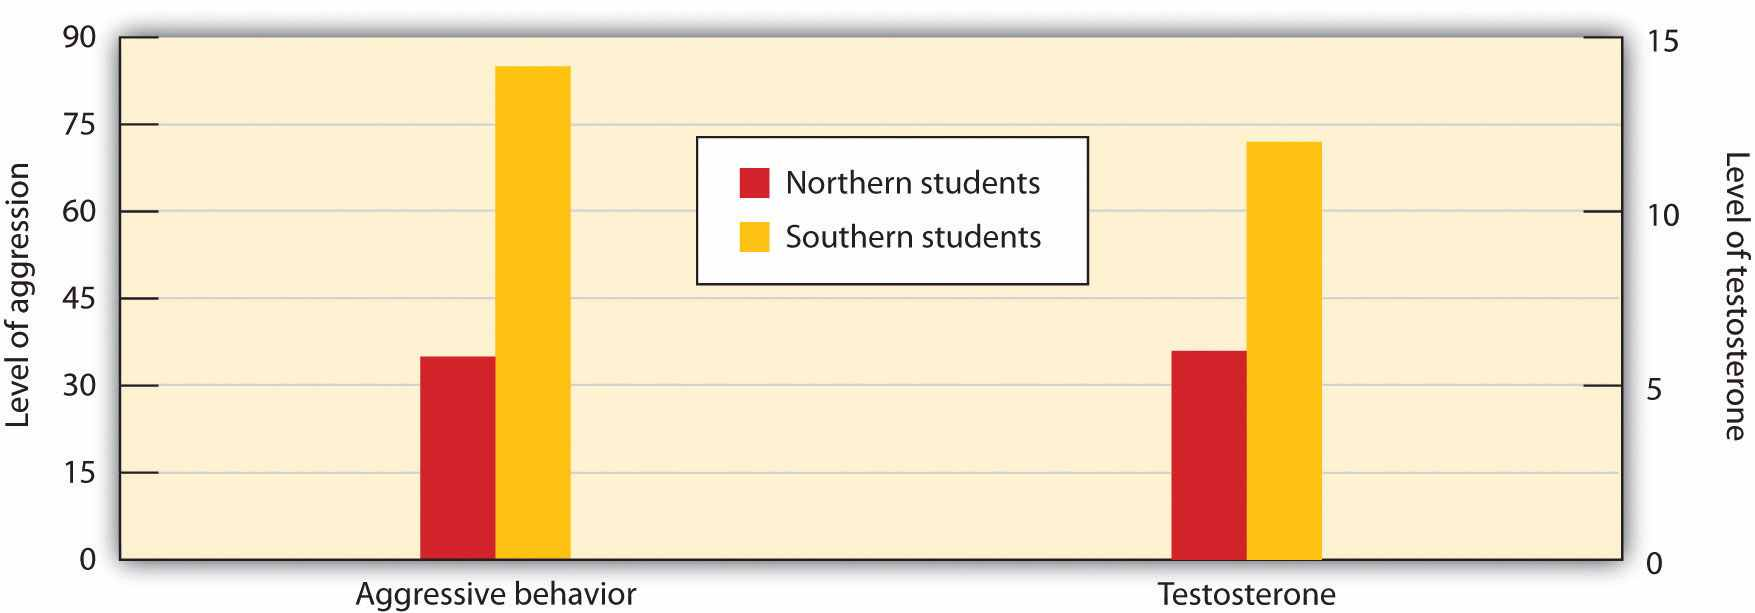 Level of aggression
90
75
60
45
30
15
0
Northern students
Southern students
15
10
5
0
Level of testosterone
Aggressive behavior
Testosterone